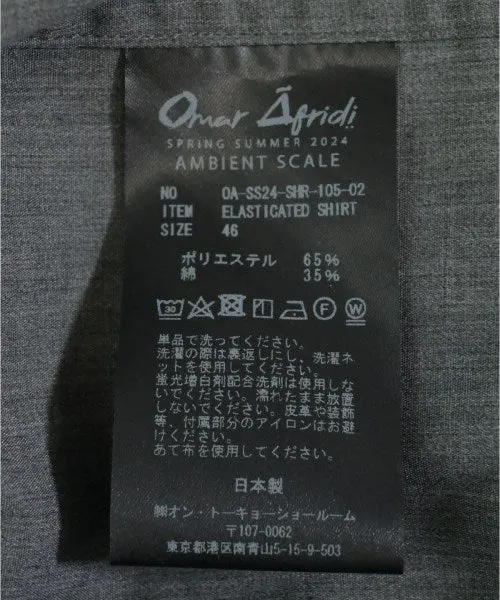 Omar Ãfridi
SPRING SUMMER 2024
AMBIENT SCALE
NO OA-SS24-SHR-105-02
ITEM ELASTICATED SHIRT
SIZE 46
ポリエステル 65%
綿 35%
30 F W
単品で洗ってください。
洗濯の際は裏返しにし、洗濯ネ
ットを使用してください。
蛍光増白剤配合洗剤は使用しな
いでください。濡れたまま放置
しないでください。皮革や装飾
等、付属部分のアイロンはお避
けください。
あて布を使用してください。
日本製
㈱オン・トーキョーショールーム
〒107-0062
東京都港区南青山5-15-9-503